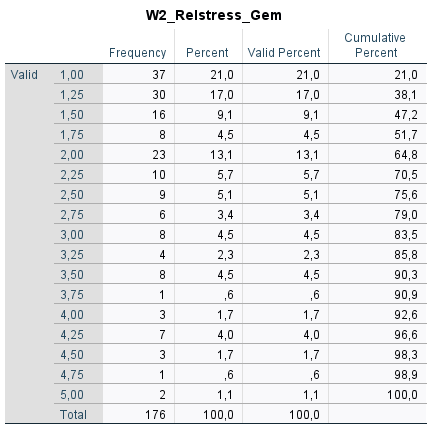 W2_Relstress_Gem
Frequency Percent Valid Percent Cumulative Percent
Valid 1,00 37 21,0 21,0 21,0
1,25 30 17,0 17,0 38,1
1,50 16 9,1 9,1 47,2
1,75 8 4,5 4,5 51,7
2,00 23 13,1 13,1 64,8
2,25 10 5,7 5,7 70,5
2,50 9 5,1 5,1 75,6
2,75 6 3,4 3,4 79,0
3,00 8 4,5 4,5 83,5
3,25 4 2,3 2,3 85,8
3,50 8 4,5 4,5 90,3
3,75 1 ,6 ,6 90,9
4,00 3 1,7 1,7 92,6
4,25 7 4,0 4,0 96,6
4,50 3 1,7 1,7 98,3
4,75 1 ,6 ,6 98,9
5,00 2 1,1 1,1 100,0
Total 176 100,0 100,0